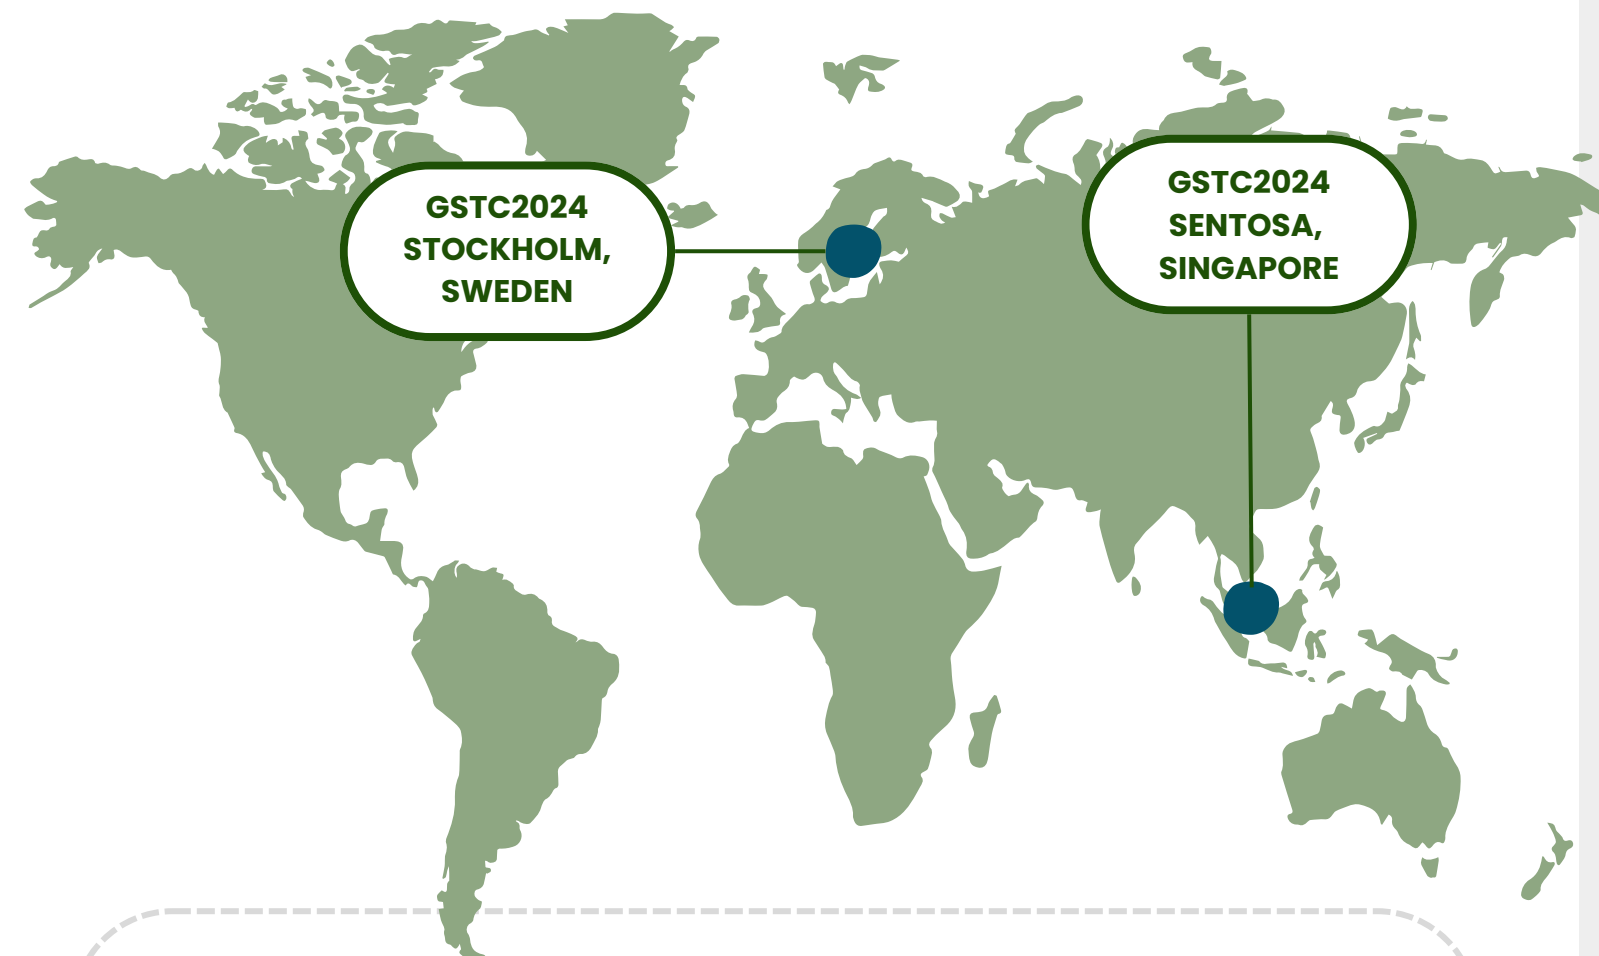 GSTC2024
STOCKHOLM,
SWEDEN
GSTC2024
SENTOSA,
SINGAPORE